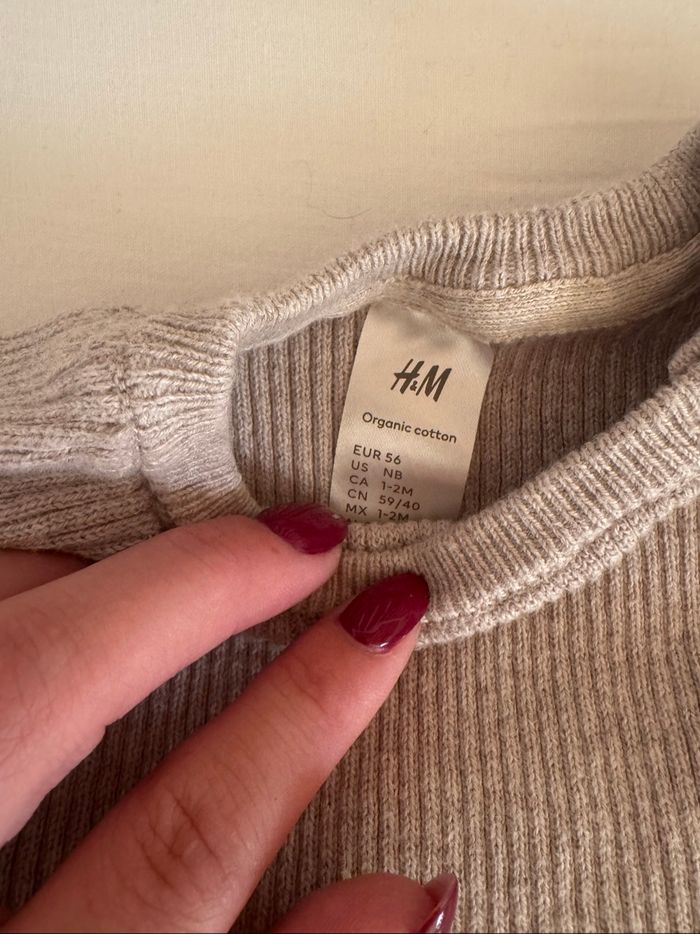 H&M
Organic cotton
EUR 56
US NB
CA 1-2M
CN 59/40
MX 1-2M